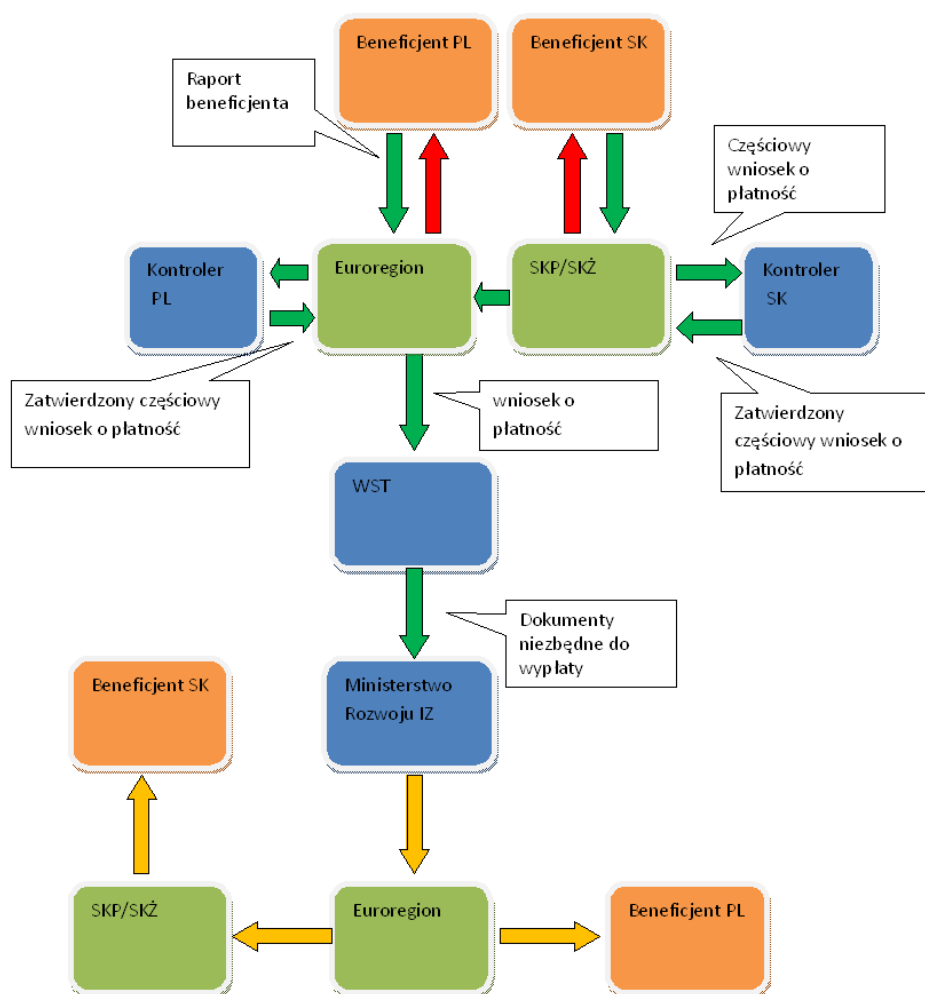 Beneficjent PL
Beneficjent SK
Raport
beneficjenta
Częściowy
wniosek o
płatność
Kontroler
PL
Euroregion
SKP/SKŻ
Kontroler
SK
Zatwierdzony częściowy
wniosek o płatność
wniosek o
płatność
Zatwierdzony
częściowy wniosek o
płatność
WST
Dokumenty
niezbędne do
wypłaty
Beneficjent SK
Ministerstwo
Rozwoju IZ
SKP/SKŻ
Euroregion
Beneficjent PL